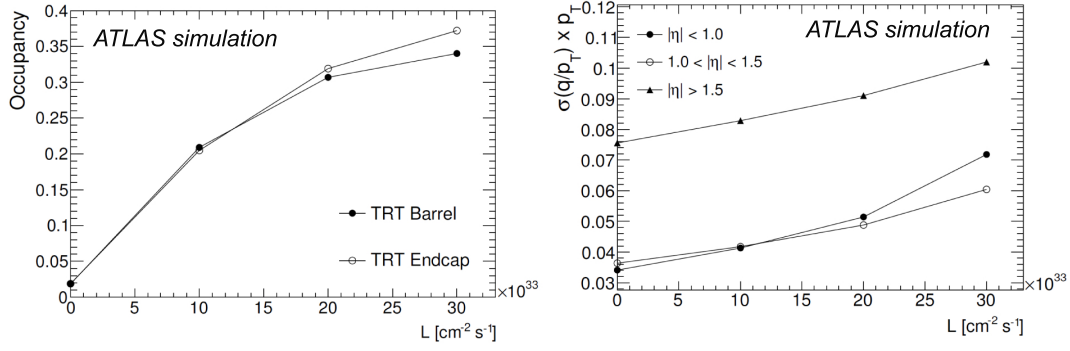 ATLAS simulation
Occupancy
0.4
0.35
0.3
0.25
0.2
0.15
0.1
0.05
0
TRT Barrel
TRT Endcap
0 5 10 15 20 25 30
×10³³
L [cm⁻² s⁻¹]
ATLAS simulation
σ(q/p_T) x p_T
0.12
0.11
0.1
0.09
0.08
0.07
0.06
0.05
0.04
0.03
|η| < 1.0
1.0 < |η| < 1.5
|η| > 1.5
0 5 10 15 20 25 30
×10³³
L [cm⁻² s⁻¹]